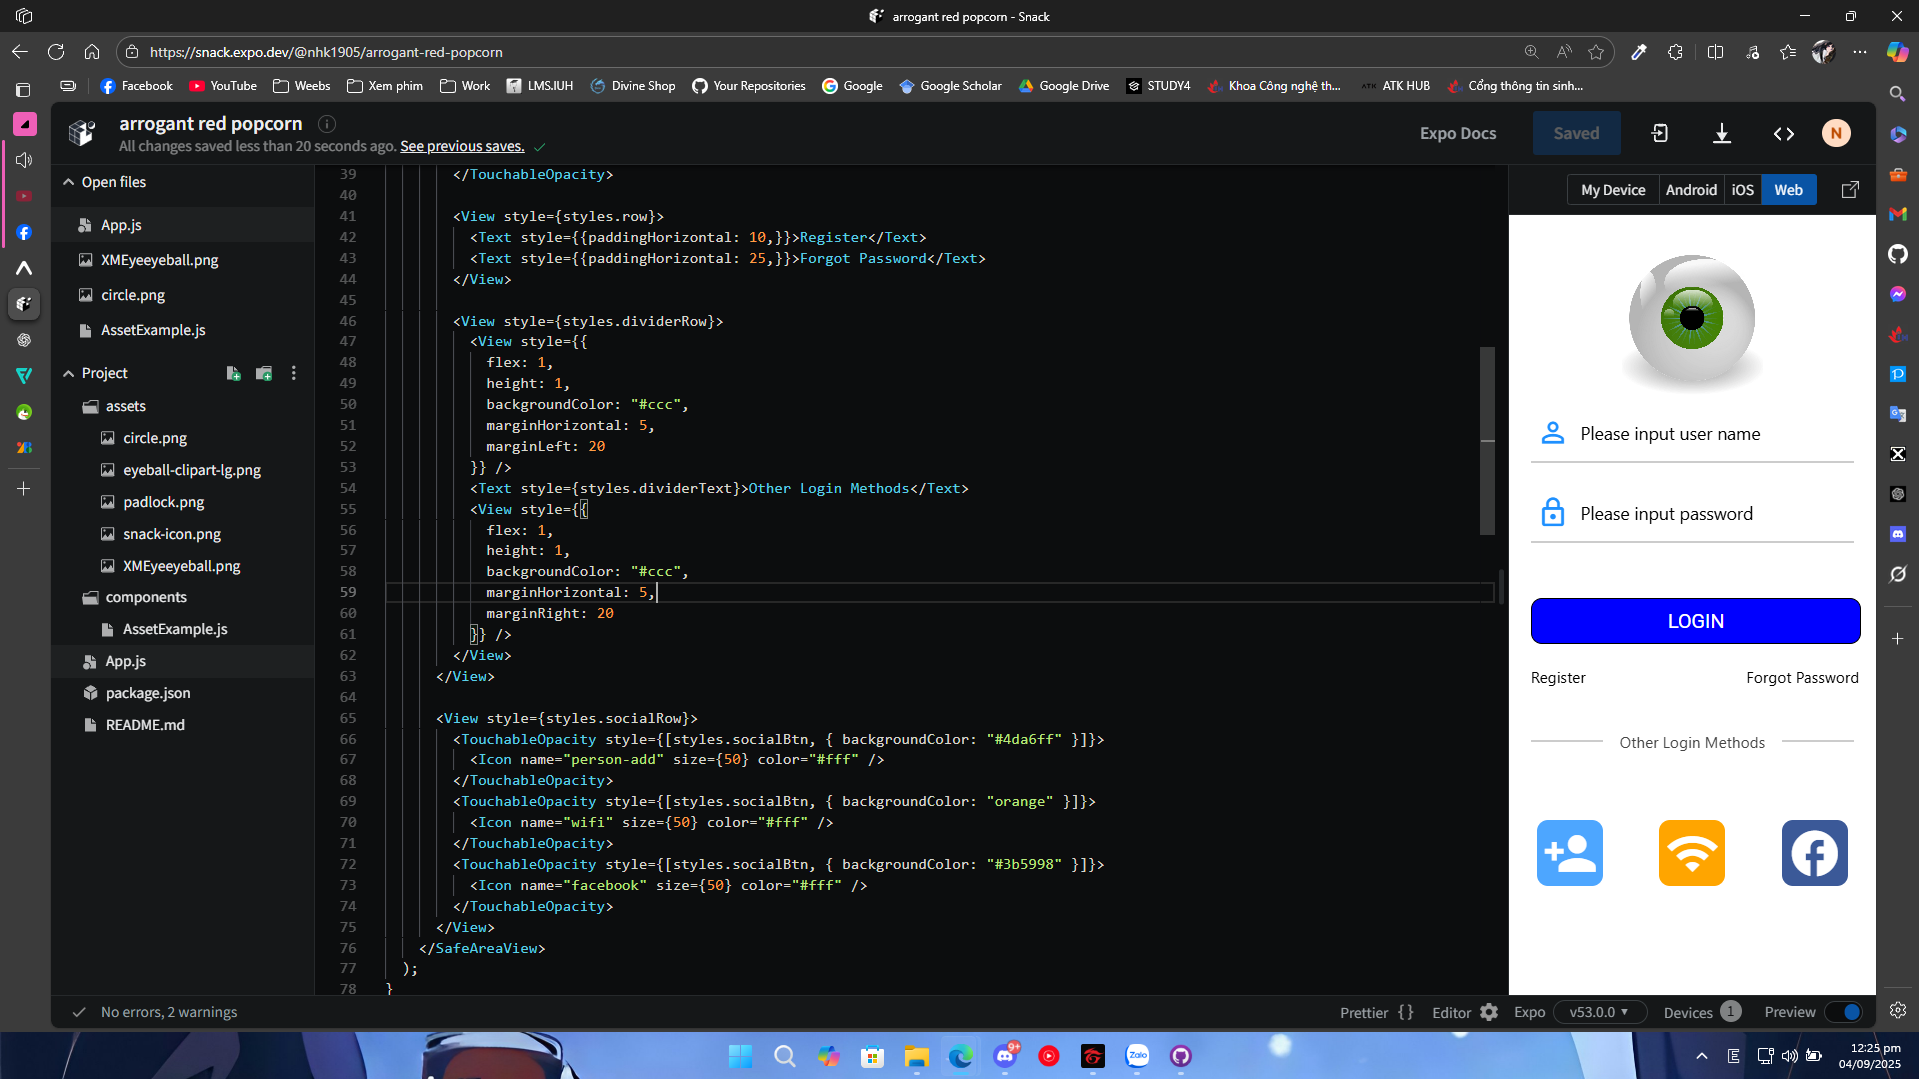 arrogant red popcorn - Snack
https://snack.expo.dev/@nhk1905/arrogant-red-popcorn
Facebook
YouTube
Weebs
Xem phim
Work
LMS.IUH
Divine Shop
Your Repositories
Google
Google Scholar
Google Drive
STUDY4
Khoa Công nghệ th...
ATK HUB
Cổng thông tin sinh...
arrogant red popcorn
All changes saved less than 20 seconds ago. See previous saves.
Expo Docs
Saved
N
Open files
App.js
XMEyeeyeball.png
circle.png
AssetExample.js
Project
assets
circle.png
eyeball-clipart-lg.png
padlock.png
snack-icon.png
XMEyeeyeball.png
components
AssetExample.js
App.js
package.json
README.md
39 </TouchableOpacity>
40
41 <View style={styles.row}>
42 <Text style={{paddingHorizontal: 10,}}>Register</Text>
43 <Text style={{paddingHorizontal: 25,}}>Forgot Password</Text>
44 </View>
45
46 <View style={styles.dividerRow}>
47 <View style={{
48 flex: 1,
49 height: 1,
50 backgroundColor: "#ccc",
51 marginHorizontal: 5,
52 marginLeft: 20
53 }} />
54 <Text style={styles.dividerText}>Other Login Methods</Text>
55 <View style={{
56 flex: 1,
57 height: 1,
58 backgroundColor: "#ccc",
59 marginHorizontal: 5,
60 marginRight: 20
61 }} />
62 </View>
63 </View>
64
65 <View style={styles.socialRow}>
66 <TouchableOpacity style={[styles.socialBtn, { backgroundColor: "#4da6ff" }]}>
67 <Icon name="person-add" size={50} color="#fff" />
68 </TouchableOpacity>
69 <TouchableOpacity style={[styles.socialBtn, { backgroundColor: "orange" }]}>
70 <Icon name="wifi" size={50} color="#fff" />
71 </TouchableOpacity>
72 <TouchableOpacity style={[styles.socialBtn, { backgroundColor: "#3b5998" }]}>
73 <Icon name="facebook" size={50} color="#fff" />
74 </TouchableOpacity>
75 </View>
76 </SafeAreaView>
77 );
78 }
My Device
Android
iOS
Web
Please input user name
Please input password
LOGIN
Register
Forgot Password
Other Login Methods
No errors, 2 warnings
Prettier { }
Editor
Expo
v53.0.0
Devices 1
Preview
9+
Zalo
12:25 pm
04/09/2025